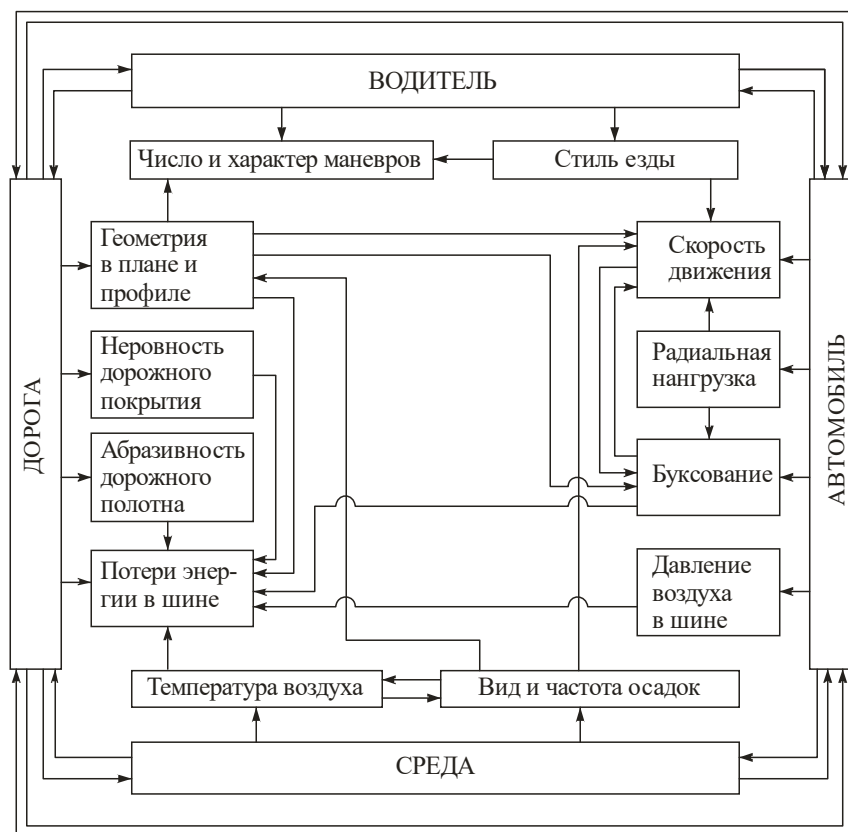 ВОДИТЕЛЬ
Число и характер маневров
Стиль езды
ДОРОГА
Геометрия
в плане и
профиле
Скорость
движения
АВТОМОБИЛЬ
Неровность
дорожного
покрытия
Радиальная
нангрузка
Абразивность
дорожного
полотна
Буксование
Потери энер-
гии в шине
Давление
воздуха
в шине
Температура воздуха
Вид и частота осадок
СРЕДА